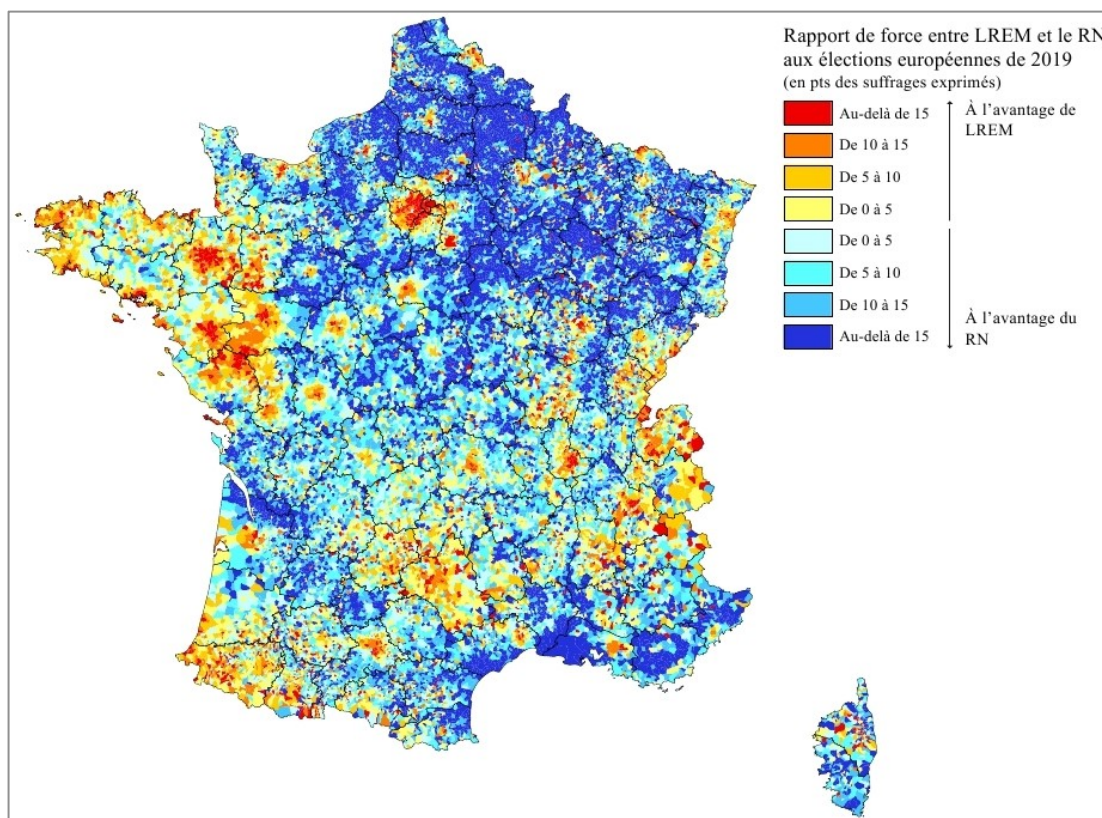 Rapport de force entre LREM et le RN
aux élections européennes de 2019
(en pts des suffrages exprimés)
Au-delà de 15
De 10 à 15
De 5 à 10
De 0 à 5
De 0 à 5
De 5 à 10
De 10 à 15
Au-delà de 15
À l’avantage de
LREM
À l’avantage du
RN